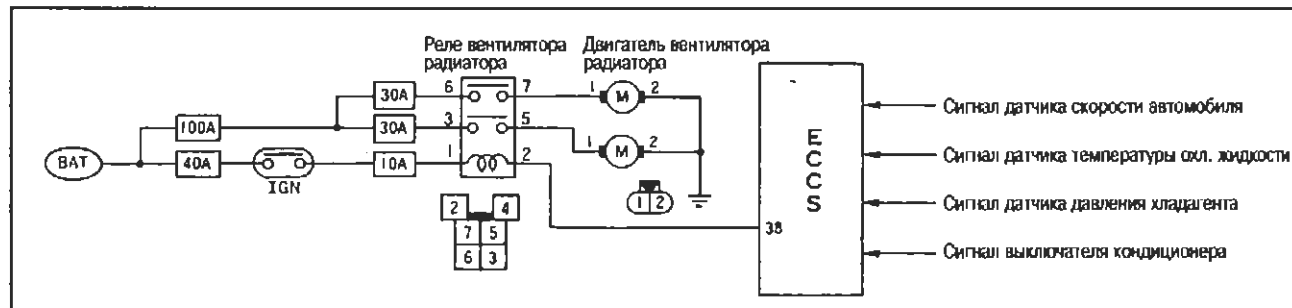 Реле вентилятора
радиатора
Двигатель вентилятора
радиатора
30A 6 7 1 M 2
100A 30A 3 5 1 M 2
BAT 40A IGN 10A 1 2
2 4
7 5
6 3
1 2
38
ECCS
Сигнал датчика скорости автомобиля
Сигнал датчика температуры охл. жидкости
Сигнал датчика давления хладагента
Сигнал выключателя кондиционера